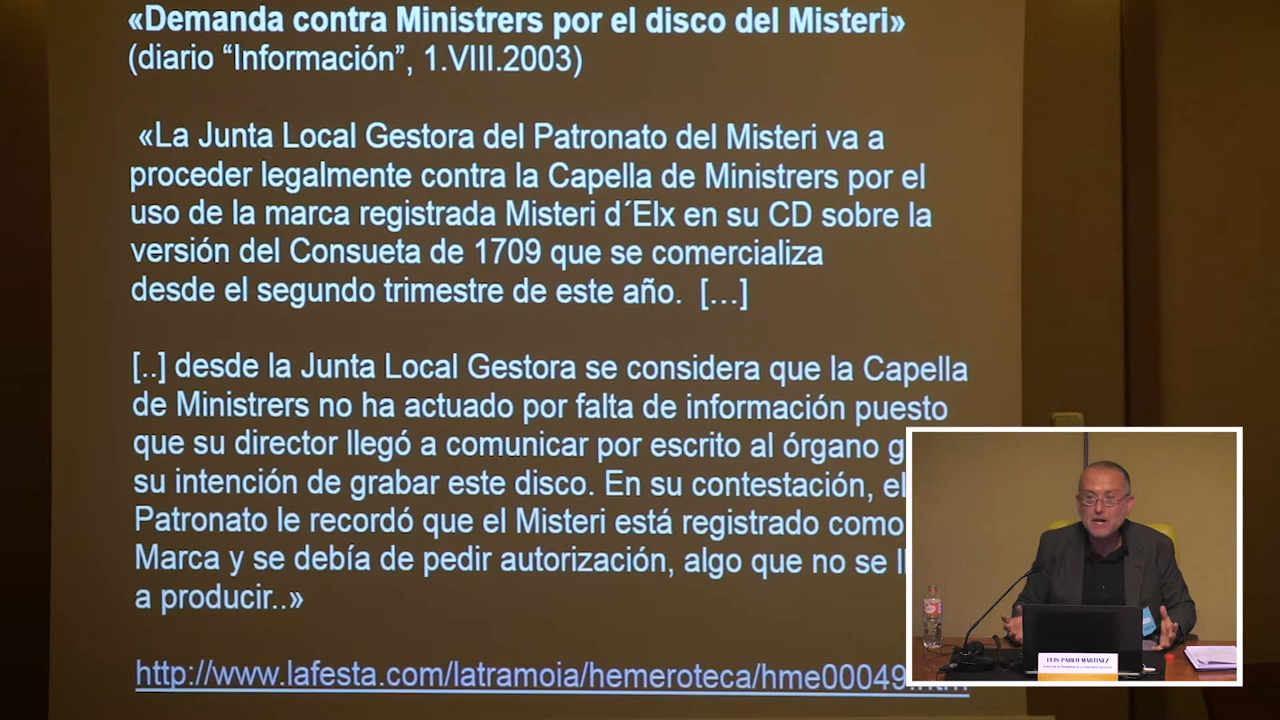 «Demanda contra Ministrers por el disco del Misteri»
(diario “Información”, 1.VIII.2003)
«La Junta Local Gestora del Patronato del Misteri va a
proceder legalmente contra la Capella de Ministrers por el
uso de la marca registrada Misteri d´Elx en su CD sobre la
versión del Consueta de 1709 que se comercializa
desde el segundo trimestre de este año. […]
[..] desde la Junta Local Gestora se considera que la Capella
de Ministrers no ha actuado por falta de información puesto
que su director llegó a comunicar por escrito al órgano g
su intención de grabar este disco. En su contestación, el
Patronato le recordó que el Misteri está registrado como
Marca y se debía de pedir autorización, algo que no se ll
a producir..»
http://www.lafesta.com/latramoia/hemeroteca/hme00049.htm
LUIS PABLO MARTÍNEZ